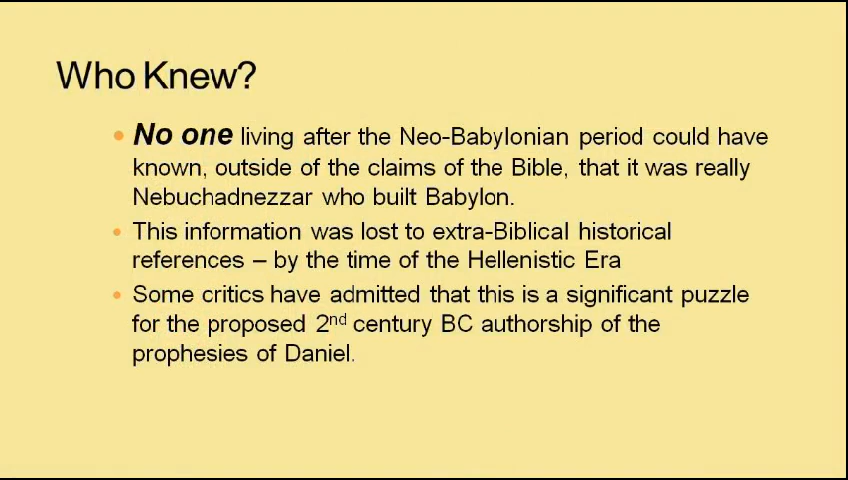 Who Knew?
• No one living after the Neo-Babylonian period could have
known, outside of the claims of the Bible, that it was really
Nebuchadnezzar who built Babylon.
• This information was lost to extra-Biblical historical
references – by the time of the Hellenistic Era
• Some critics have admitted that this is a significant puzzle
for the proposed 2nd century BC authorship of the
prophesies of Daniel.